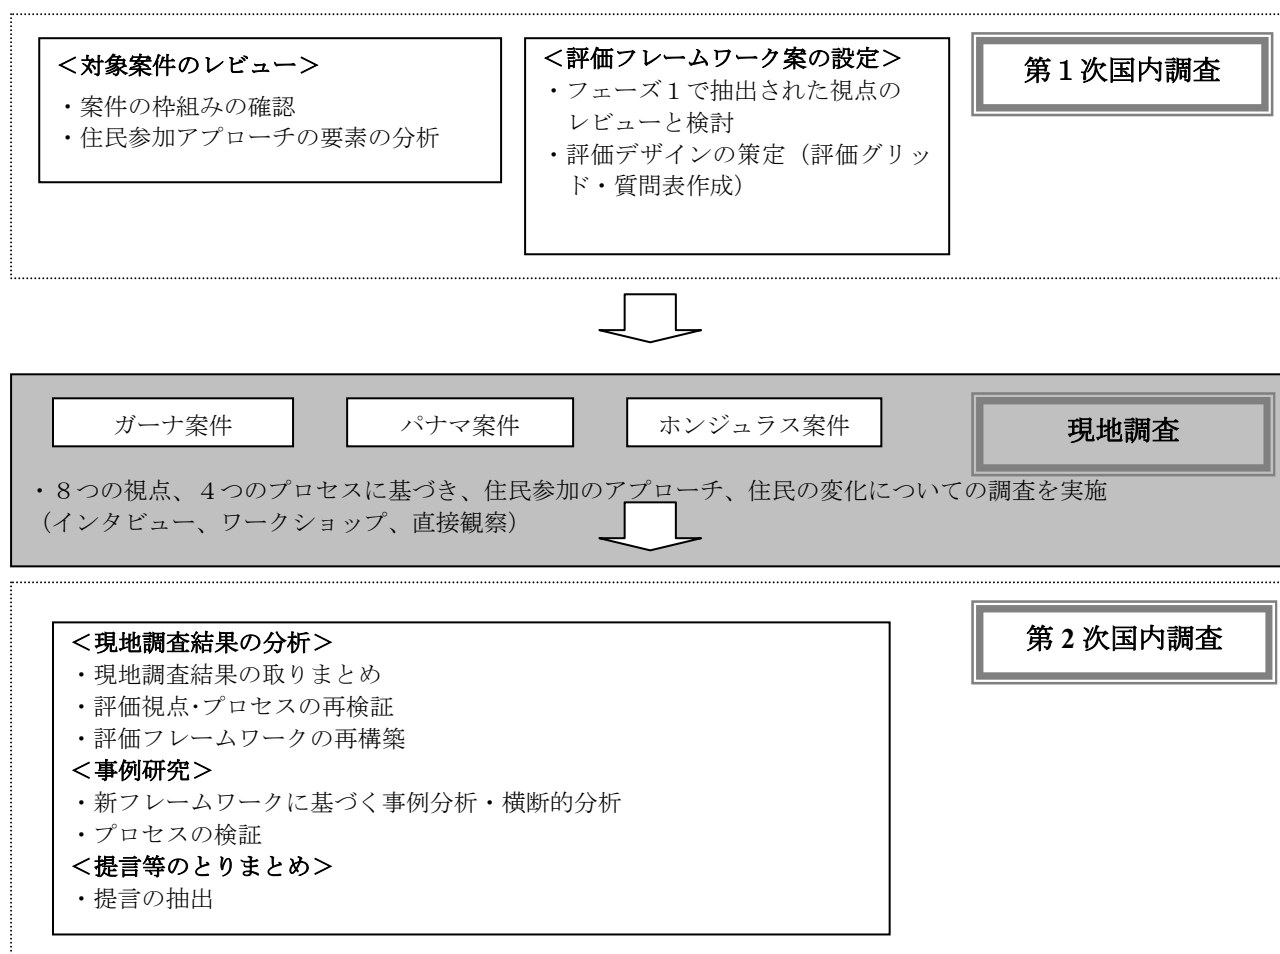 ＜対象案件のレビュー＞
・案件の枠組みの確認
・住民参加アプローチの要素の分析
＜評価フレームワーク案の設定＞
・フェーズ１で抽出された視点の
レビューと検討
・評価デザインの策定（評価グリッ
ド・質問表作成）
第１次国内調査
ガーナ案件
パナマ案件
ホンジュラス案件
現地調査
・８つの視点、４つのプロセスに基づき、住民参加のアプローチ、住民の変化についての調査を実施
（インタビュー、ワークショップ、直接観察）
第 2 次国内調査
＜現地調査結果の分析＞
・現地調査結果の取りまとめ
・評価視点･プロセスの再検証
・評価フレームワークの再構築
＜事例研究＞
・新フレームワークに基づく事例分析・横断的分析
・プロセスの検証
＜提言等のとりまとめ＞
・提言の抽出